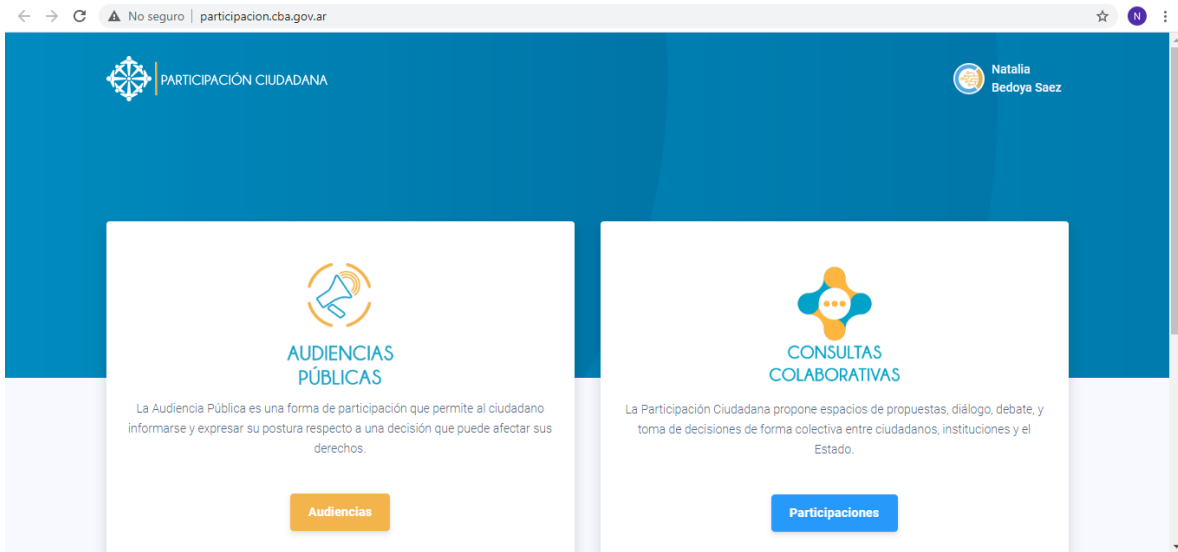 No seguro | participacion.cba.gov.ar
N
PARTICIPACIÓN CIUDADANA
Natalia
Bedoya Saez
AUDIENCIAS
PÚBLICAS
La Audiencia Pública es una forma de participación que permite al ciudadano
informarse y expresar su postura respecto a una decisión que puede afectar sus
derechos.
Audiencias
CONSULTAS
COLABORATIVAS
La Participación Ciudadana propone espacios de propuestas, diálogo, debate, y
toma de decisiones de forma colectiva entre ciudadanos, instituciones y el
Estado.
Participaciones